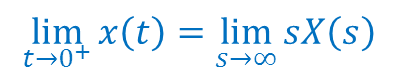 lim x(t) = lim sX(s)
t→0⁺ s→∞